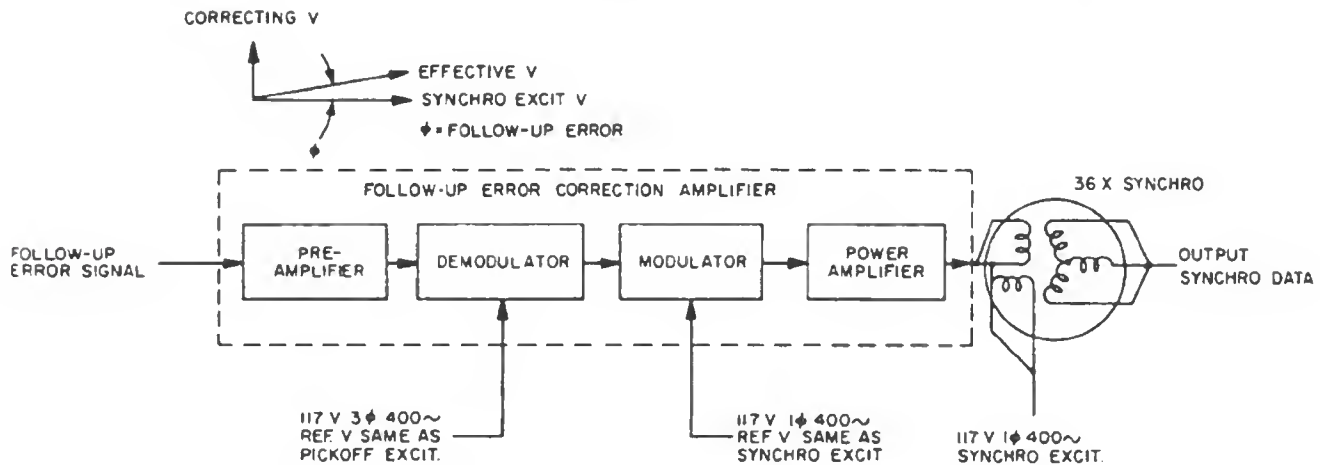 CORRECTING V
EFFECTIVE V
SYNCHRO EXCIT V
ϕ = FOLLOW-UP ERROR
ϕ
FOLLOW-UP ERROR CORRECTION AMPLIFIER
36 X SYNCHRO
FOLLOW-UP
ERROR SIGNAL
PRE-
AMPLIFIER
DEMODULATOR
MODULATOR
POWER
AMPLIFIER
OUTPUT
SYNCHRO DATA
117 V 3ϕ 400~
REF. V SAME AS
PICKOFF EXCIT.
117 V 1ϕ 400~
REF V SAME AS
SYNCHRO EXCIT
117 V 1ϕ 400~
SYNCHRO EXCIT.